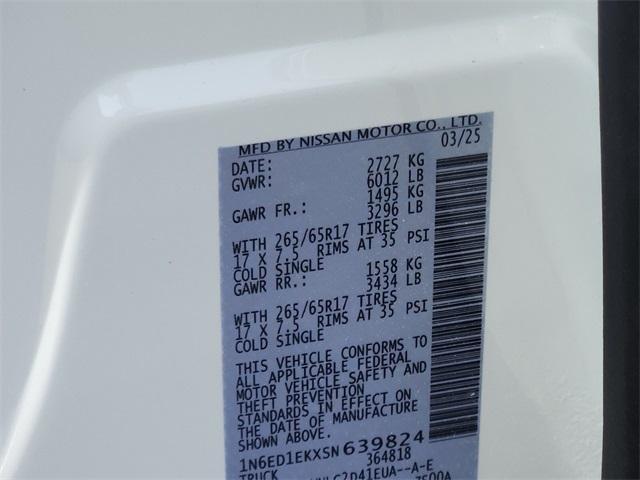 MFD BY NISSAN MOTOR CO., LTD.
DATE: 03/25
GVWR: 2727 KG
6012 LB
GAWR FR.: 1495 KG
3296 LB
WITH 265/65R17 TIRES
17 X 7.5 RIMS AT 35 PSI
COLD SINGLE
GAWR RR.: 1558 KG
3434 LB
WITH 265/65R17 TIRES
17 X 7.5 RIMS AT 35 PSI
COLD SINGLE
THIS VEHICLE CONFORMS TO
ALL APPLICABLE FEDERAL
MOTOR VEHICLE SAFETY AND
THEFT PREVENTION
STANDARDS IN EFFECT ON
THE DATE OF MANUFACTURE
SHOWN ABOVE.
1N6ED1EKXSN639824
TRUCK 364818